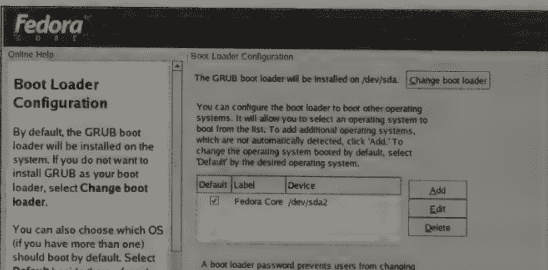 Fedora
CORE
Online Help
Boot Loader
Configuration
By default, the GRUB boot
loader will be installed on the
system. If you do not want to
install GRUB as your boot
loader, select Change boot
loader.
You can also choose which OS
(if you have more than one)
should boot by default. Select
Boot Loader Configuration
The GRUB boot loader will be installed on /dev/sda.
Change boot loader
You can configure the boot loader to boot other operating
systems. It will allow you to select an operating system to
boot from the list. To add additional operating systems,
which are not automatically detected, click 'Add.' To
change the operating system booted by default, select
'Default' by the desired operating system.
Default Label Device
Fedora Core /dev/sda2
Add
Edit
Delete
A boot loader password prevents users from changing